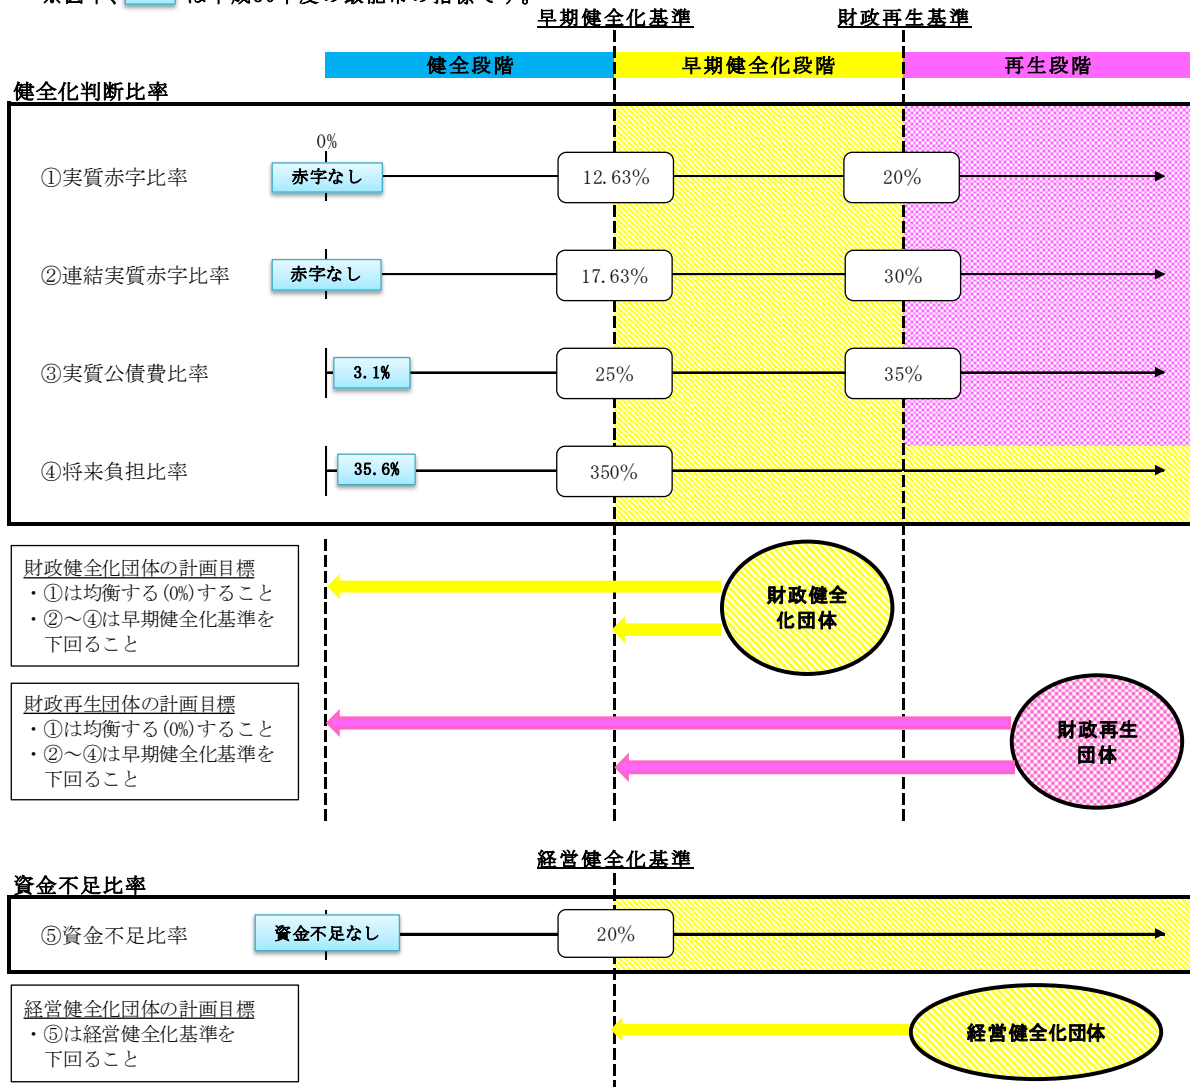 早期健全化基準
財政再生基準
健全段階
早期健全化段階
再生段階
健全化判断比率
0%
①実質赤字比率
赤字なし
12.63%
20%
②連結実質赤字比率
赤字なし
17.63%
30%
③実質公債費比率
3.1%
25%
35%
④将来負担比率
35.6%
350%
財政健全化団体の計画目標
・①は均衡する(0%)すること
・②～④は早期健全化基準を
下回ること
財政健全
化団体
財政再生団体の計画目標
・①は均衡する(0%)すること
・②～④は早期健全化基準を
下回ること
財政再生
団体
経営健全化基準
資金不足比率
⑤資金不足比率
資金不足なし
20%
経営健全化団体の計画目標
・⑤は経営健全化基準を
下回ること
経営健全化団体